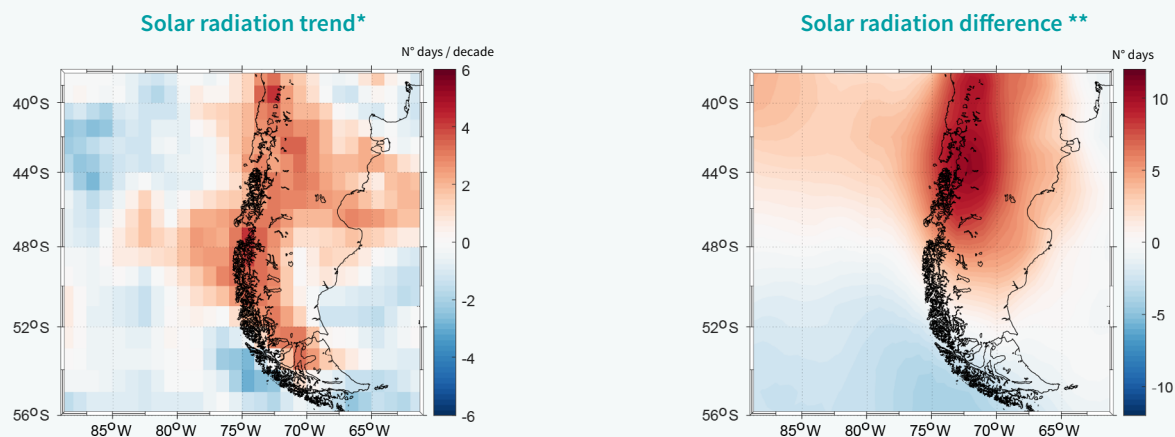 Solar radiation trend*
N° days / decade
6
4
2
0
-2
-4
-6
40°S
44°S
48°S
52°S
56°S
85°W
80°W
75°W
70°W
65°W
Solar radiation difference **
N° days
10
5
0
-5
-10
40°S
44°S
48°S
52°S
56°S
85°W
80°W
75°W
70°W
65°W